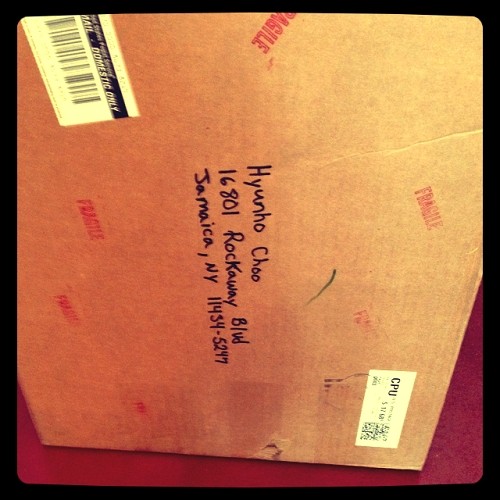 FRAGILE
DOMESTIC ONLY
Hyunho Choo
16801 Rockaway Blvd
Jamaica, NY 11434-5247
FRAGILE
FRAGILE
FRAGILE
CPU